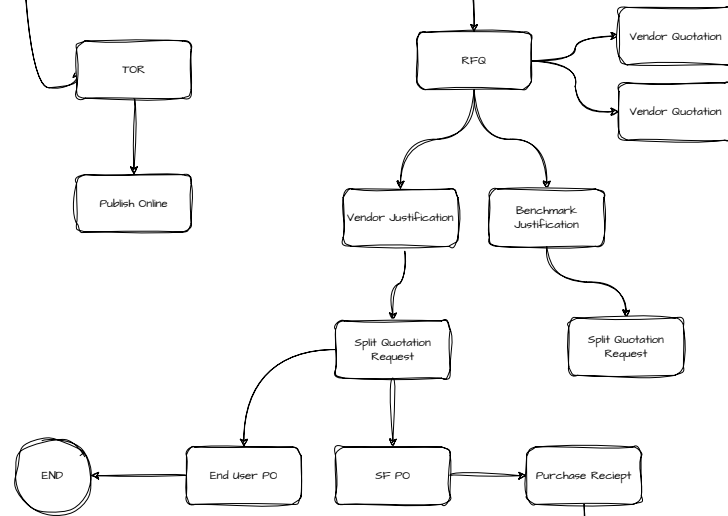 Vendor Quotation
TOR
RFQ
Vendor Quotation
Publish Online
Vendor Justification
Benchmark
Justification
Split Quotation
Request
Split Quotation
Request
END
End User PO
SF PO
Purchase Reciept